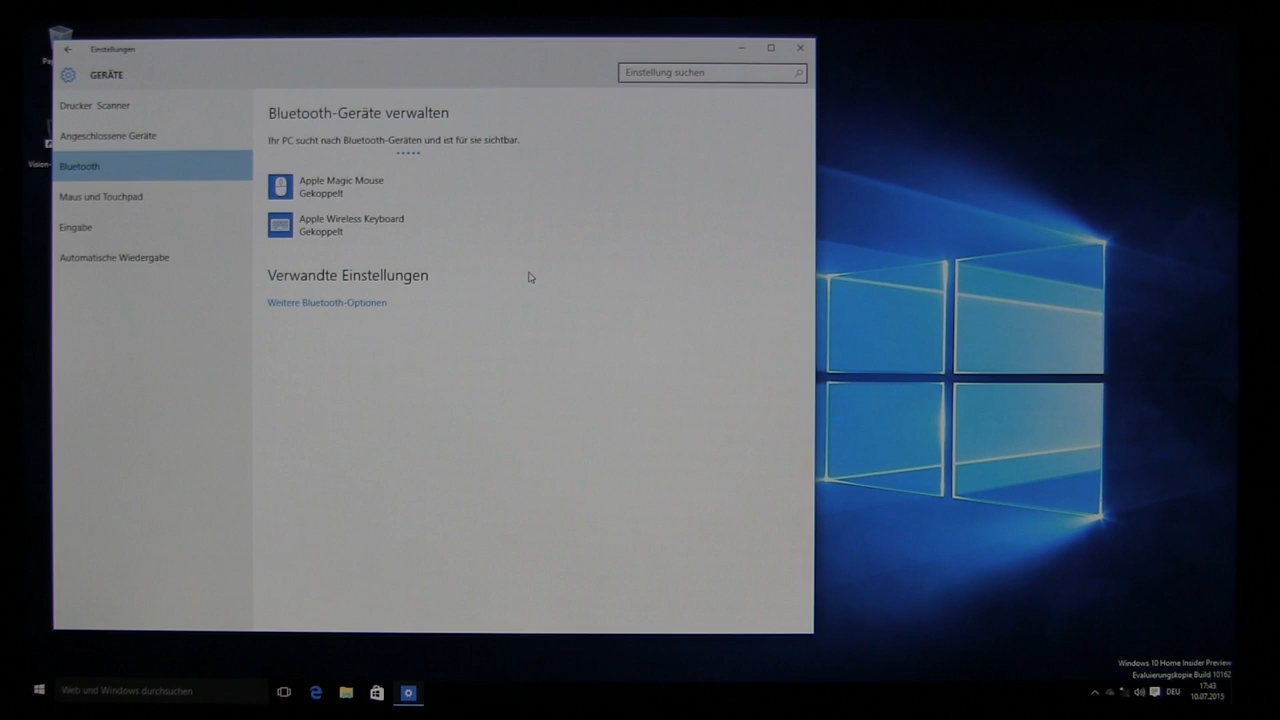 Einstellungen
GERÄTE
Einstellung suchen
Drucker Scanner
Angeschlossene Geräte
Bluetooth
Maus und Touchpad
Eingabe
Automatische Wiedergabe
Bluetooth-Geräte verwalten
Ihr PC sucht nach Bluetooth-Geräten und ist für sie sichtbar.
Apple Magic Mouse
Gekoppelt
Apple Wireless Keyboard
Gekoppelt
Verwandte Einstellungen
Weitere Bluetooth-Optionen
Windows 10 Home Insider Preview
Evaluierungskopie Build 10162
Web und Windows durchsuchen
DEU
17:43
10.07.2015